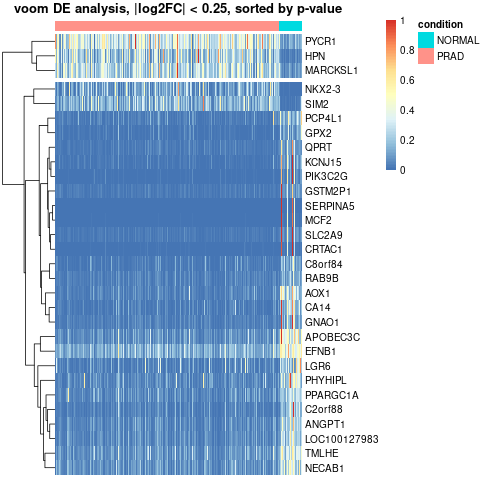 voom DE analysis, |log2FC| < 0.25, sorted by p-value
PYCR1
HPN
MARCKSL1
NKX2-3
SIM2
PCP4L1
GPX2
QPRT
KCNJ15
PIK3C2G
GSTM2P1
SERPINA5
MCF2
SLC2A9
CRTAC1
C8orf84
RAB9B
AOX1
CA14
GNAO1
APOBEC3C
EFNB1
LGR6
PHYHIPL
PPARGC1A
C2orf88
ANGPT1
LOC100127983
TMLHE
NECAB1
1
0.8
0.6
0.4
0.2
0
condition
NORMAL
PRAD